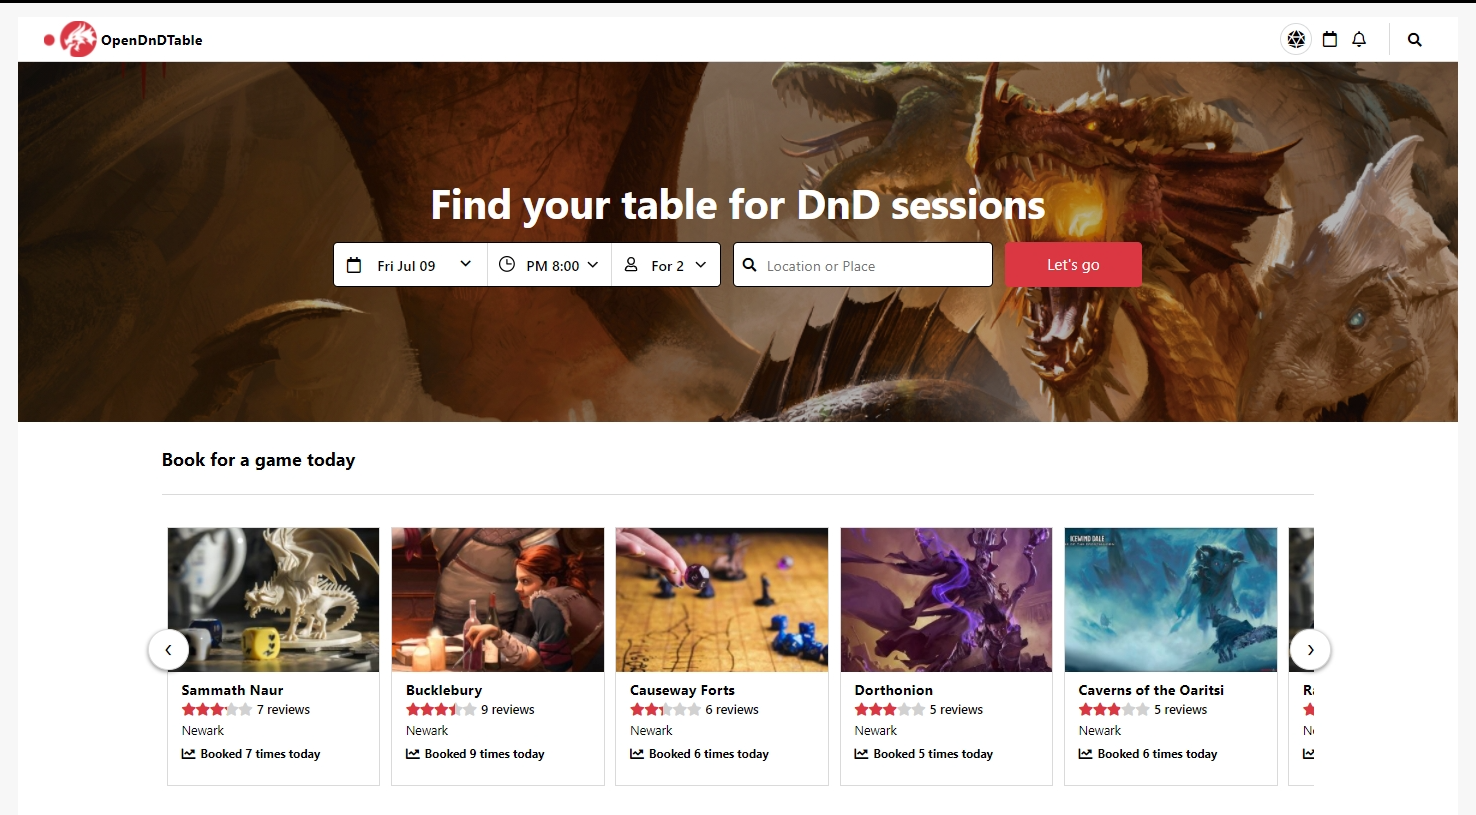 OpenDnDTable
Find your table for DnD sessions
Fri Jul 09 PM 8:00 For 2 Location or Place Let's go
Book for a game today
ICEWIND DALE
Sammath Naur
7 reviews
Newark
Booked 7 times today
Bucklebury
9 reviews
Newark
Booked 9 times today
Causeway Forts
6 reviews
Newark
Booked 6 times today
Dorthonion
5 reviews
Newark
Booked 5 times today
Caverns of the Oaritsi
5 reviews
Newark
Booked 6 times today